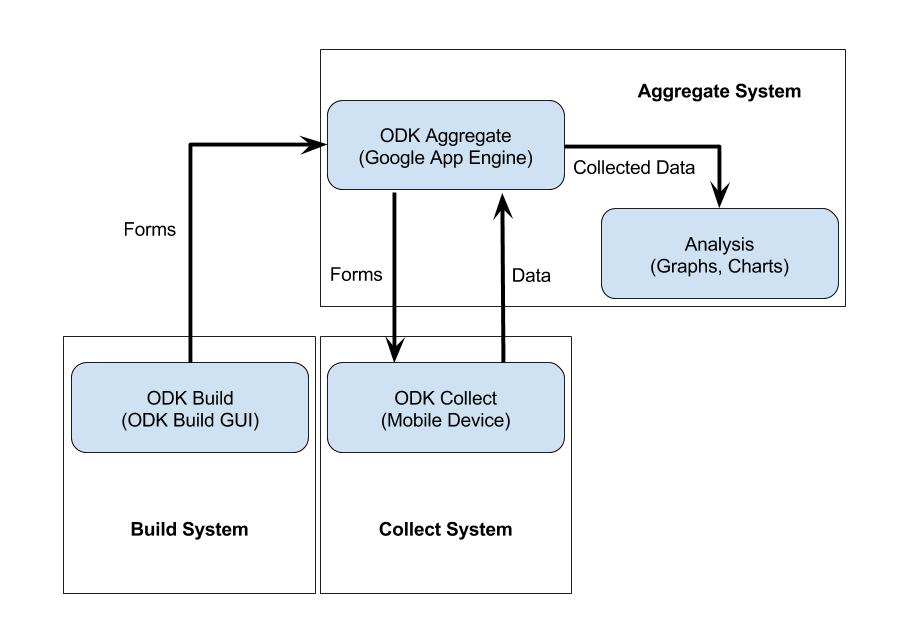 Aggregate System
ODK Aggregate
(Google App Engine)
Collected Data
Analysis
(Graphs, Charts)
Forms
Forms
Data
ODK Build
(ODK Build GUI)
ODK Collect
(Mobile Device)
Build System
Collect System